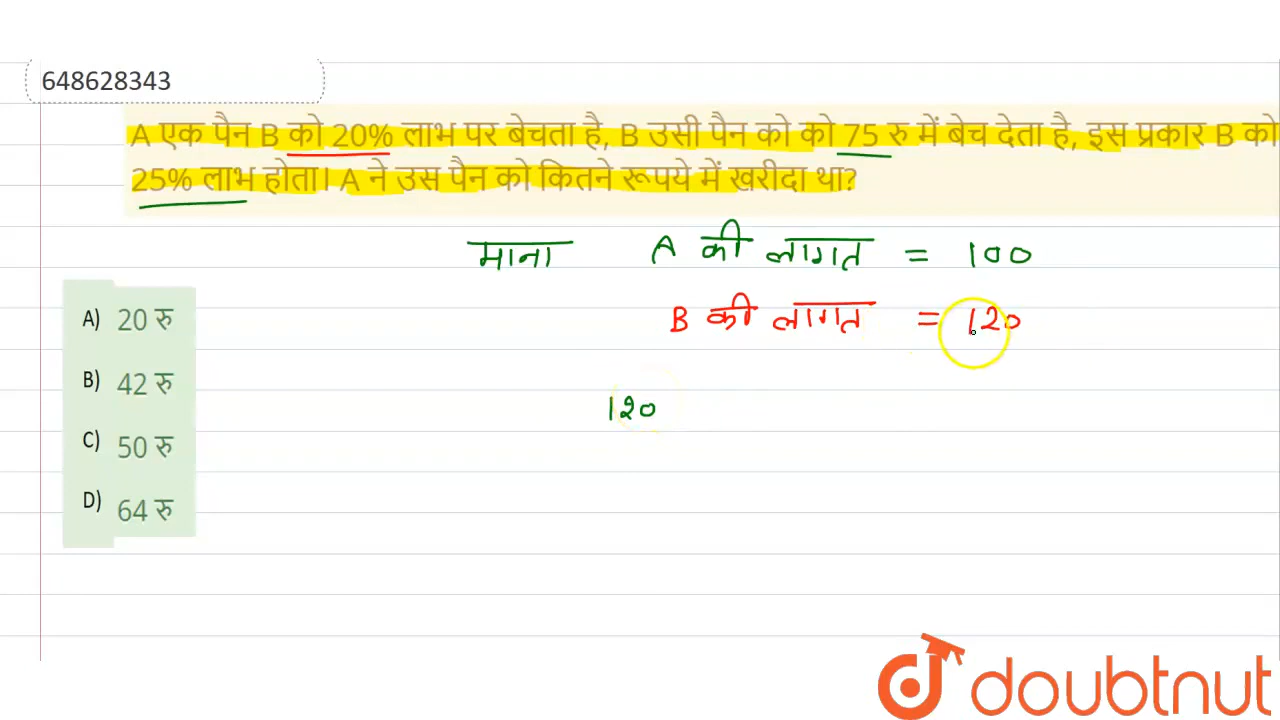 648628343
A एक पैन B को 20% लाभ पर बेचता है, B उसी पैन को को 75 रु में बेच देता है, इस प्रकार B को
25% लाभ होता। A ने उस पैन को कितने रूपये में खरीदा था?
माना A की लागत = 100
B की लागत = 120
120
A) 20 रु
B) 42 रु
C) 50 रु
D) 64 रु
doubtnut